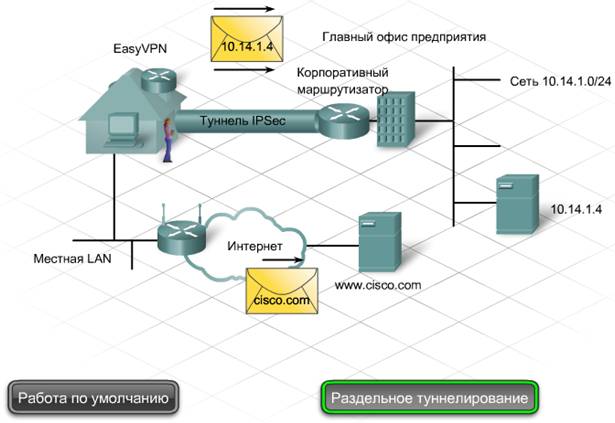 10.14.1.4
Главный офис предприятия
EasyVPN
Корпоративный
маршрутизатор
Сеть 10.14.1.0/24
Туннель IPSec
10.14.1.4
Интернет
Местная LAN
www.cisco.com
cisco.com
Работа по умолчанию
Раздельное туннелирование